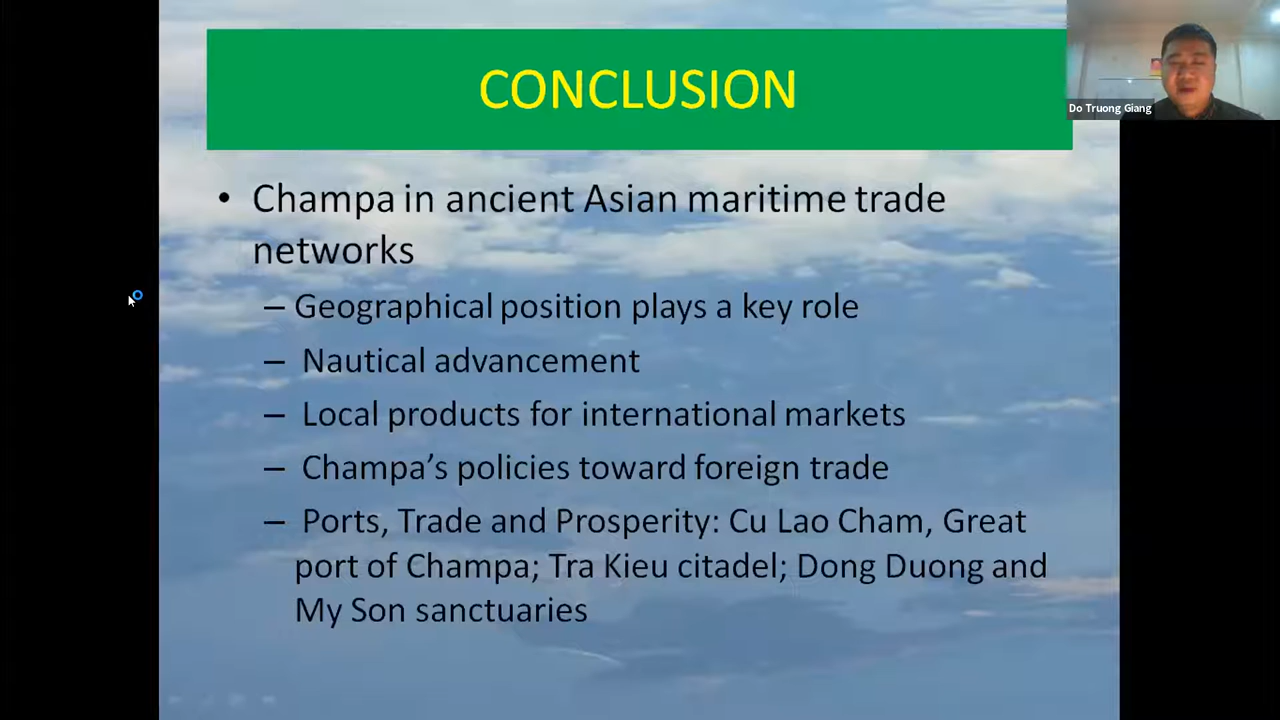 CONCLUSION
Do Truong Giang
• Champa in ancient Asian maritime trade
networks
– Geographical position plays a key role
– Nautical advancement
– Local products for international markets
– Champa’s policies toward foreign trade
– Ports, Trade and Prosperity: Cu Lao Cham, Great
port of Champa; Tra Kieu citadel; Dong Duong and
My Son sanctuaries